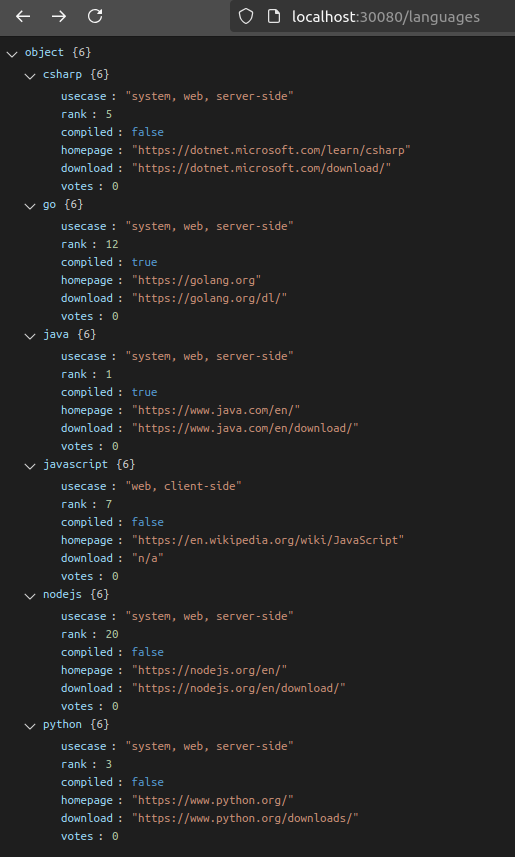 localhost:30080/languages
object {6}
csharp {6}
usecase : "system, web, server-side"
rank : 5
compiled : false
homepage : "https://dotnet.microsoft.com/learn/csharp"
download : "https://dotnet.microsoft.com/download/"
votes : 0
go {6}
usecase : "system, web, server-side"
rank : 12
compiled : true
homepage : "https://golang.org"
download : "https://golang.org/dl/"
votes : 0
java {6}
usecase : "system, web, server-side"
rank : 1
compiled : true
homepage : "https://www.java.com/en/"
download : "https://www.java.com/en/download/"
votes : 0
javascript {6}
usecase : "web, client-side"
rank : 7
compiled : false
homepage : "https://en.wikipedia.org/wiki/JavaScript"
download : "n/a"
votes : 0
nodejs {6}
usecase : "system, web, server-side"
rank : 20
compiled : false
homepage : "https://nodejs.org/en/"
download : "https://nodejs.org/en/download/"
votes : 0
python {6}
usecase : "system, web, server-side"
rank : 3
compiled : false
homepage : "https://www.python.org/"
download : "https://www.python.org/downloads/"
votes : 0